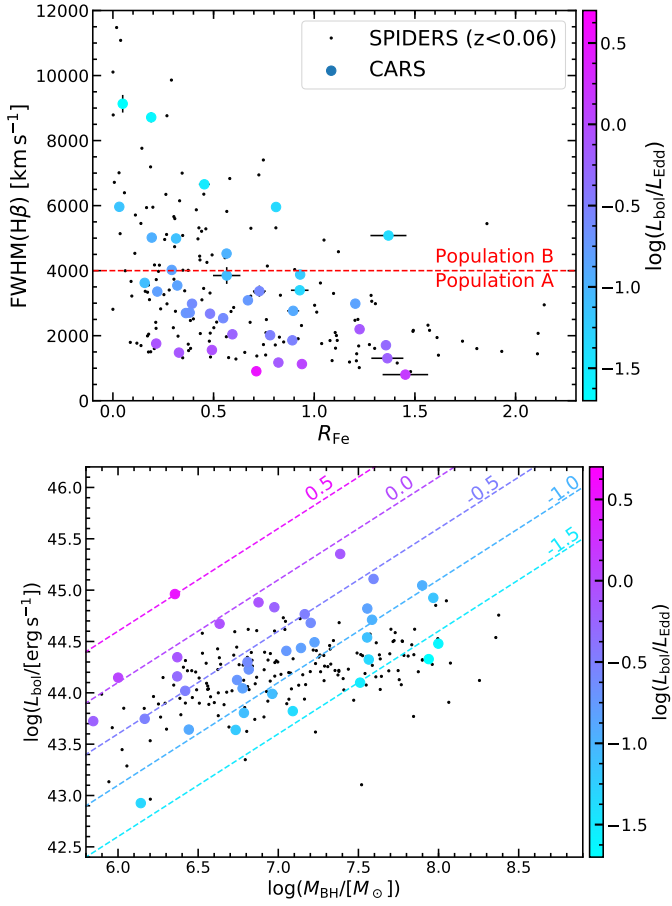 12000
10000
8000
6000
4000
2000
0
FWHM(Hβ) [km s⁻¹]
SPIDERS (z<0.06)
CARS
Population B
Population A
0.0 0.5 1.0 1.5 2.0
R_Fe
0.5
0.0
−0.5
−1.0
−1.5
log(L_bol/L_Edd)
46.0
45.5
45.0
44.5
44.0
43.5
43.0
42.5
log(L_bol/[erg s⁻¹])
0.5
0.0
-0.5
-1.0
-1.5
6.0 6.5 7.0 7.5 8.0 8.5
log(M_BH/[M_⊙])
0.5
0.0
−0.5
−1.0
−1.5
log(L_bol/L_Edd)